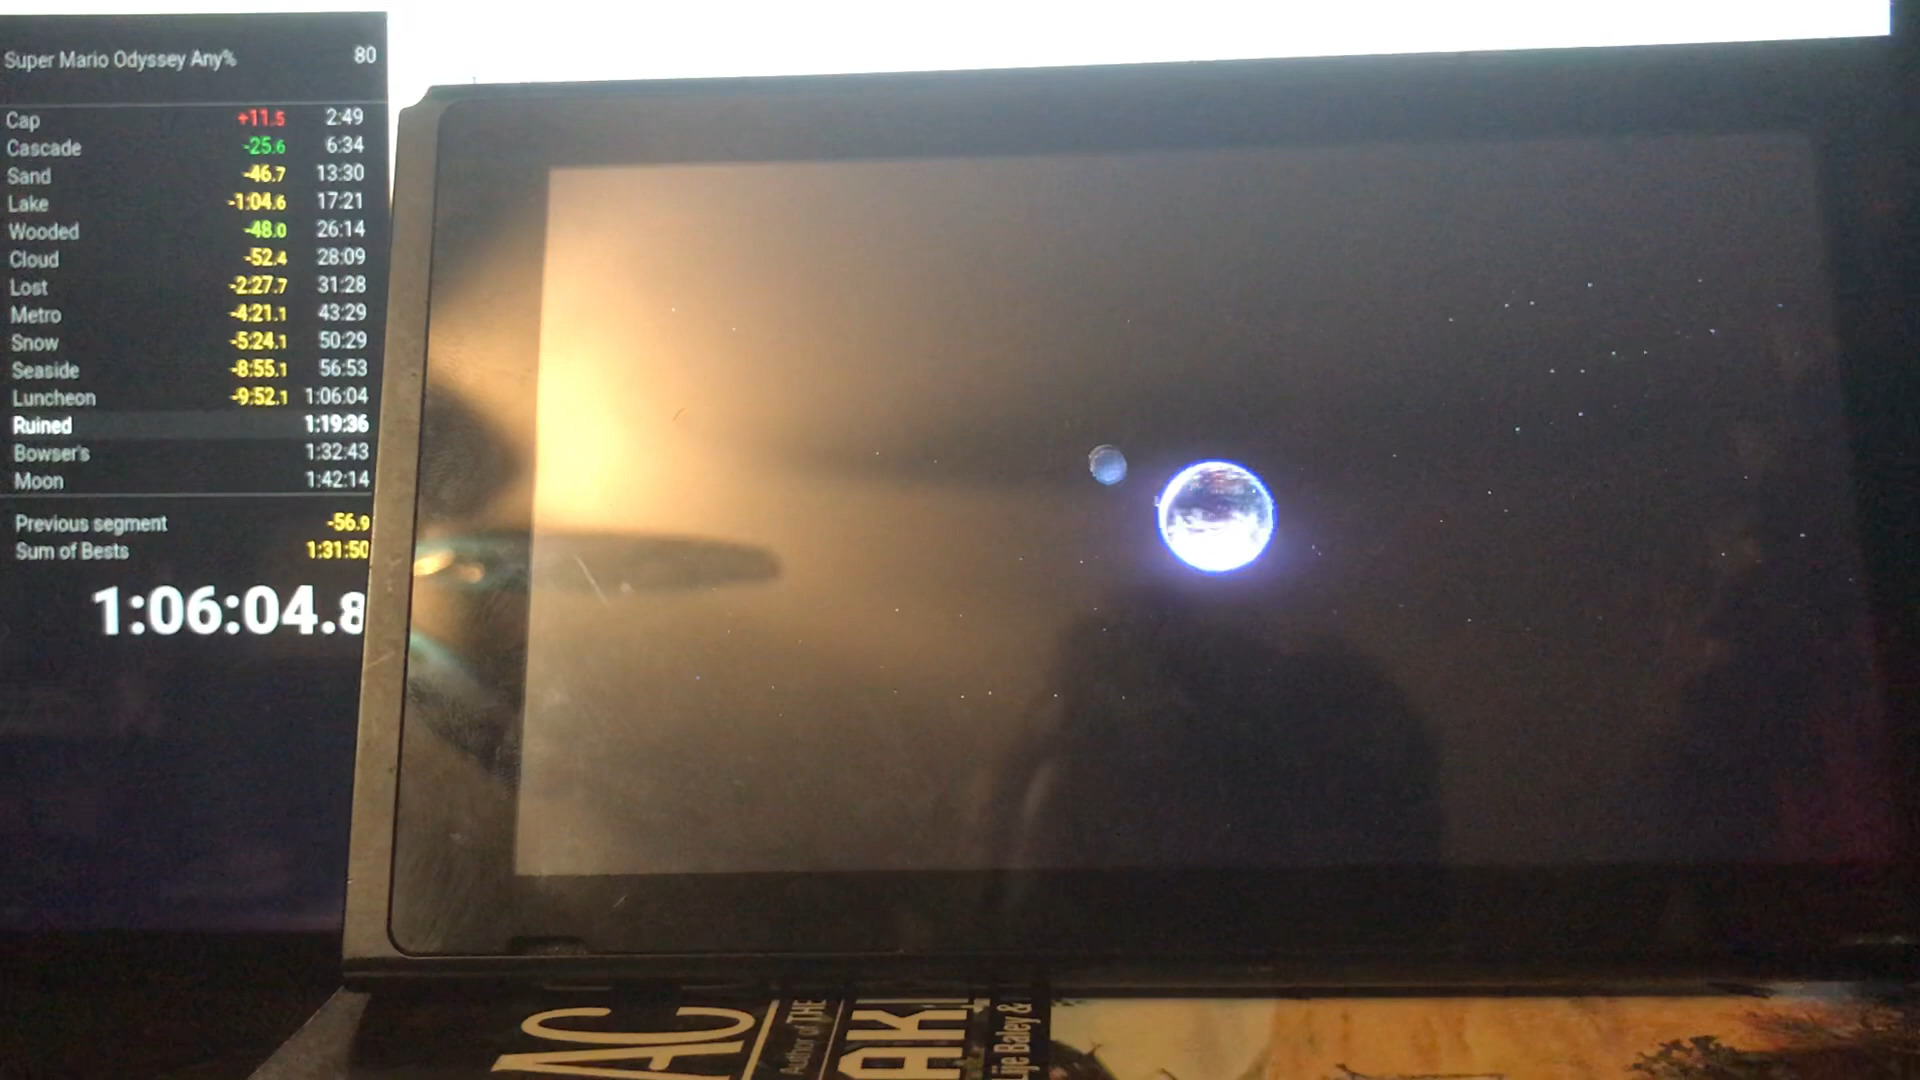 Super Mario Odyssey Any% 80
Cap +11.5 2:49
Cascade -25.6 6:34
Sand -46.7 13:30
Lake -1:04.6 17:21
Wooded -48.0 26:14
Cloud -52.4 28:09
Lost -2:27.7 31:28
Metro -4:21.1 43:29
Snow -5:24.1 50:29
Seaside -8:55.1 56:53
Luncheon -9:52.1 1:06:04
Ruined 1:19:36
Bowser's 1:32:43
Moon 1:42:14
Previous segment -56.9
Sum of Bests 1:31:50
1:06:04.8
AC
Author of THE
AKI
Lije Baley &